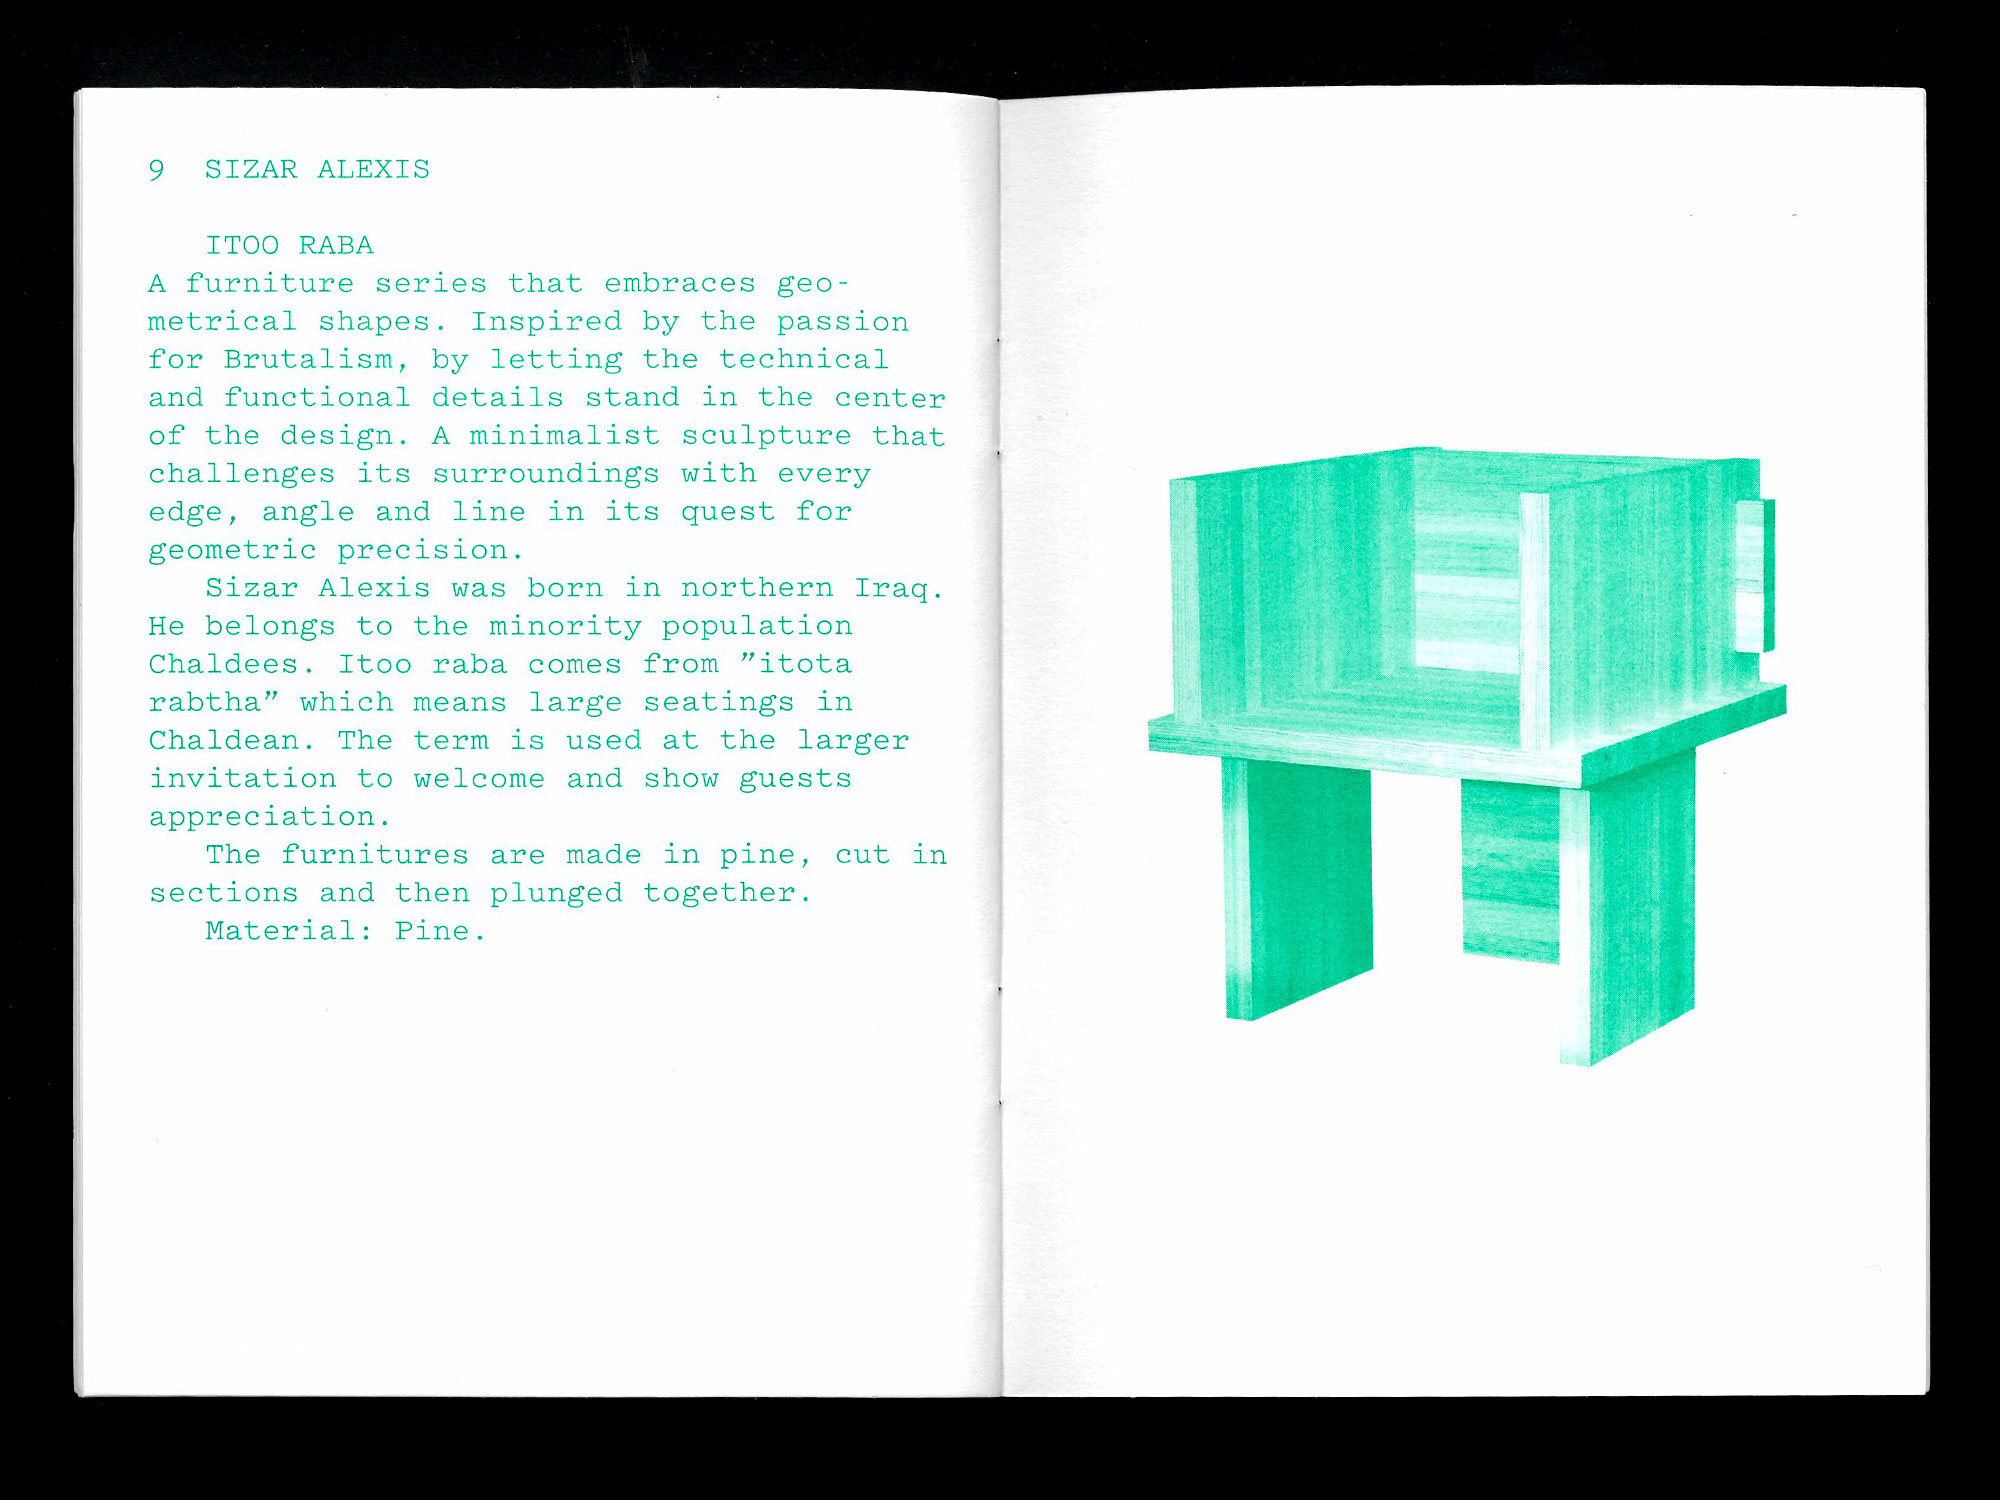 9 SIZAR ALEXIS
ITOO RABA
A furniture series that embraces geo-
metrical shapes. Inspired by the passion
for Brutalism, by letting the technical
and functional details stand in the center
of the design. A minimalist sculpture that
challenges its surroundings with every
edge, angle and line in its quest for
geometric precision.
Sizar Alexis was born in northern Iraq.
He belongs to the minority population
Chaldees. Itoo raba comes from ”itota
rabtha” which means large seatings in
Chaldean. The term is used at the larger
invitation to welcome and show guests
appreciation.
The furnitures are made in pine, cut in
sections and then plunged together.
Material: Pine.